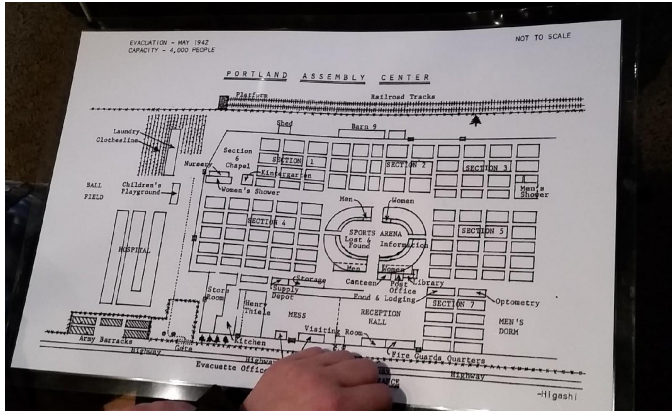 EVACUATION - MAY 1942
CAPACITY - 4,000 PEOPLE
NOT TO SCALE
PORTLAND ASSEMBLY CENTER
Platform
Railroad Tracks
Laundry
Clothesline
Shed
Barn 9
Section
6
Chapel
SECTION 1
SECTION 2
SECTION 3
Nursery
Kintergarten
Women's Shower
Men's
Shower
BALL
FIELD
Children's
Playground
Men
Women
HOSPITAL
SECTION 4
SPORTS ARENA
Lost &
Found
Information
SECTION 5
Men
Women
Storage
Canteen
Post
Office
Library
Store
Room
Supply
Depot
Food & Lodging
SECTION 7
Optometry
Henry
Thiele
MESS
RECEPTION
HALL
MEN'S
DORM
Visiting Room
Army Barracks
Gate
Kitchen
Fire Guards Quarters
Highway
Highway
Highway
Evacuette Offic
-Higashi